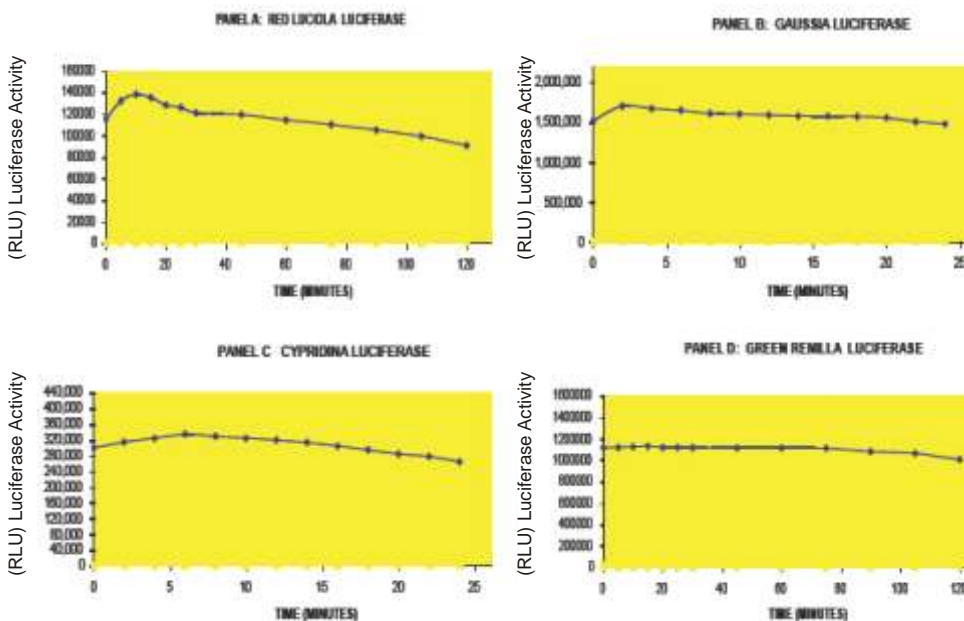 PANEL A: RED LUCIOLA LUCIFERASE
(RLU) Luciferase Activity
160000
140000
120000
100000
80000
60000
40000
20000
0
0 20 40 60 80 100 120
TIME (MINUTES)
PANEL B: GAUSSIA LUCIFERASE
(RLU) Luciferase Activity
2,000,000
1,500,000
1,000,000
500,000
0
0 5 10 15 20 25
TIME (MINUTES)
PANEL C CYPRIDINA LUCIFERASE
(RLU) Luciferase Activity
440,000
400,000
360,000
320,000
280,000
240,000
200,000
160,000
120,000
80,000
40,000
0
0 5 10 15 20 25
TIME (MINUTES)
PANEL D: GREEN RENILLA LUCIFERASE
(RLU) Luciferase Activity
1600000
1400000
1200000
1000000
800000
600000
400000
200000
0
0 20 40 60 80 100 120
TIME (MINUTES)